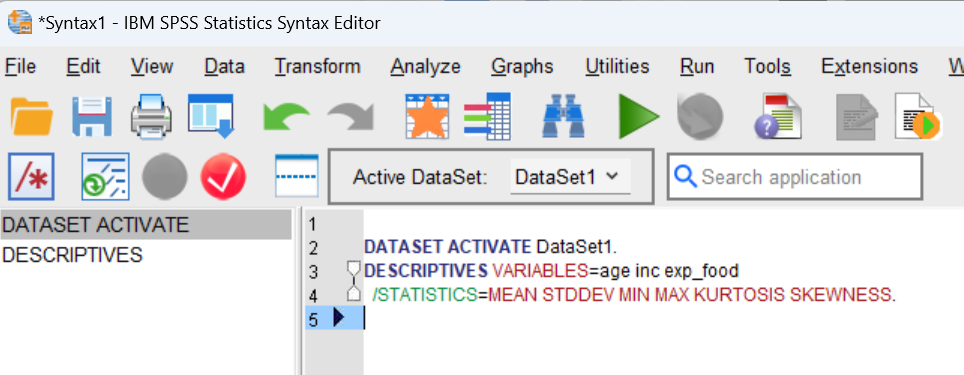 *Syntax1 - IBM SPSS Statistics Syntax Editor
File Edit View Data Transform Analyze Graphs Utilities Run Tools Extensions W
Active DataSet: DataSet1 Search application
DATASET ACTIVATE
DESCRIPTIVES
1
2 DATASET ACTIVATE DataSet1.
3 DESCRIPTIVES VARIABLES=age inc exp_food
4 /STATISTICS=MEAN STDDEV MIN MAX KURTOSIS SKEWNESS.
5